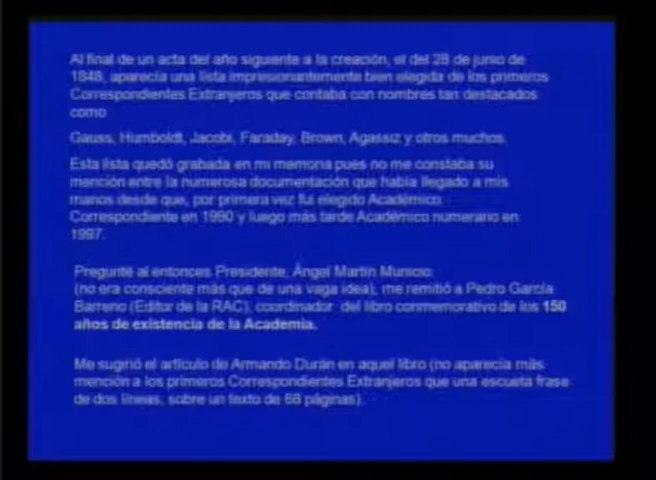 Al final de un acta del año siguiente a la creación, el del 28 de junio de
1848, aparecía una lista impresionantemente bien elegida de los primeros
Correspondientes Extranjeros que contaba con nombres tan destacados
como
Gauss, Humboldt, Jacobi, Faraday, Brown, Agassiz y otros muchos.
Esta lista quedó grabada en mi memoria pues no me constaba su
mención entre la numerosa documentación que había llegado a mis
manos desde que, por primera vez fui elegido Académico
Correspondiente en 1990 y luego más tarde Académico numerario en
1997.
Pregunté al entonces Presidente, Ángel Martín Municio
(no era consciente más que de una vaga idea), me remitió a Pedro García
Barreno (Editor de la RAC), coordinador del libro conmemorativo de los 150
años de existencia de la Academia.
Me sugirió el artículo de Armando Durán en aquel libro (no aparecía más
mención a los primeros Correspondientes Extranjeros que una escueta frase
de dos líneas, sobre un texto de 68 páginas)